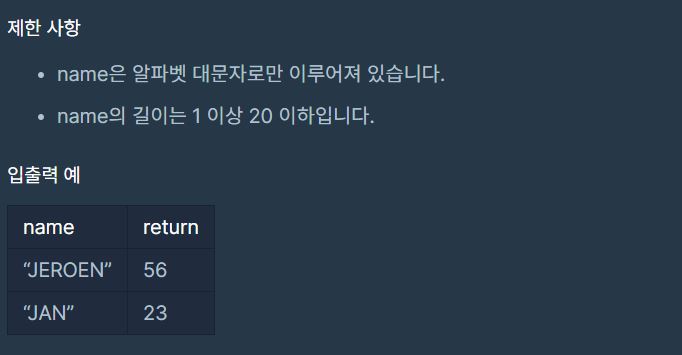 제한 사항
• name은 알파벳 대문자로만 이루어져 있습니다.
• name의 길이는 1 이상 20 이하입니다.
입출력 예
name return
“JEROEN” 56
“JAN” 23